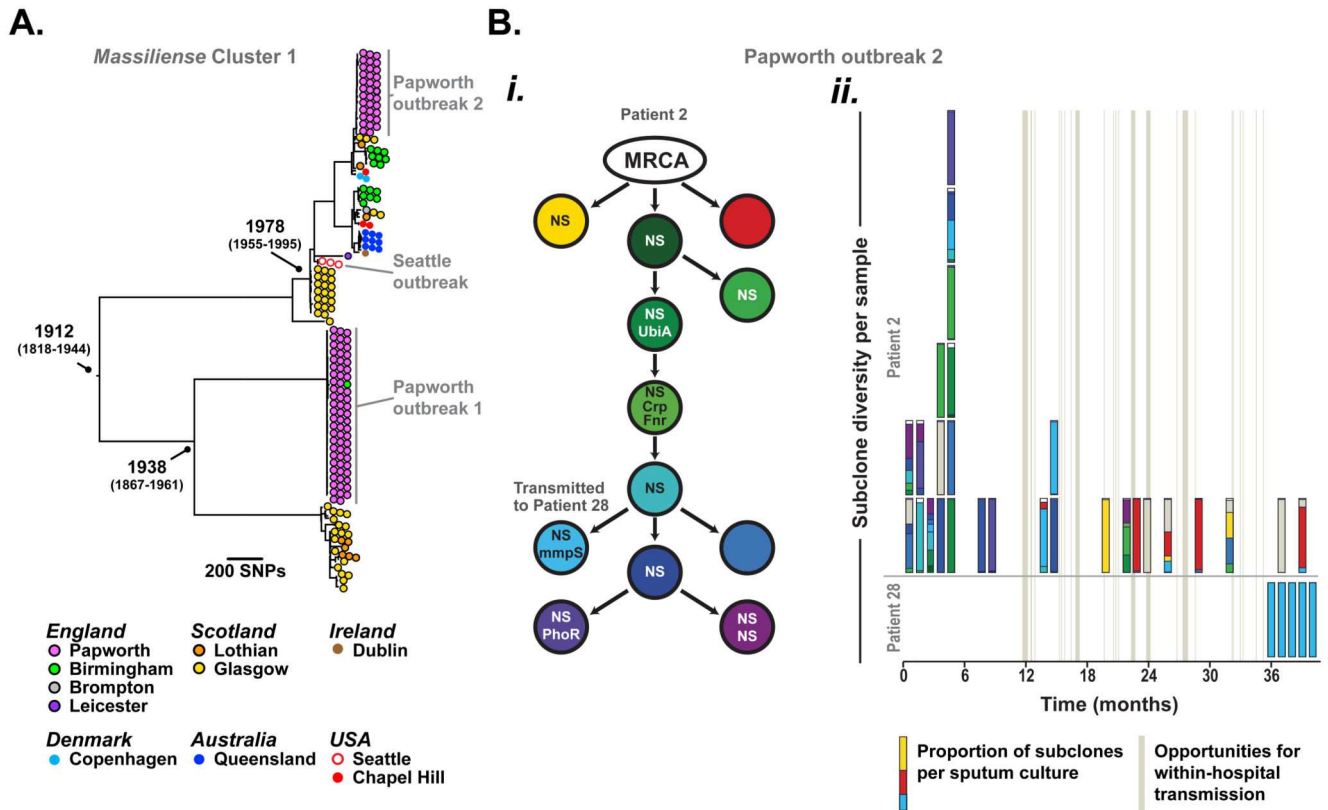 A.
Massiliense Cluster 1
Papworth
outbreak 2
1978
(1955-1995)
Seattle
outbreak
1912
(1818-1944)
Papworth
outbreak 1
1938
(1867-1961)
200 SNPs
England
Papworth
Birmingham
Brompton
Leicester
Scotland
Lothian
Glasgow
Ireland
Dublin
Denmark
Copenhagen
Australia
Queensland
USA
Seattle
Chapel Hill
B.
Papworth outbreak 2
i.
Patient 2
MRCA
NS
NS
NS
NS
UbiA
NS
Crp
Fnr
NS
Transmitted
to Patient 28
NS
mmpS
NS
NS
PhoR
NS
NS
ii.
Subclone diversity per sample
Patient 2
Patient 28
0 6 12 18 24 30 36
Time (months)
Proportion of subclones
per sputum culture
Opportunities for
within-hospital
transmission